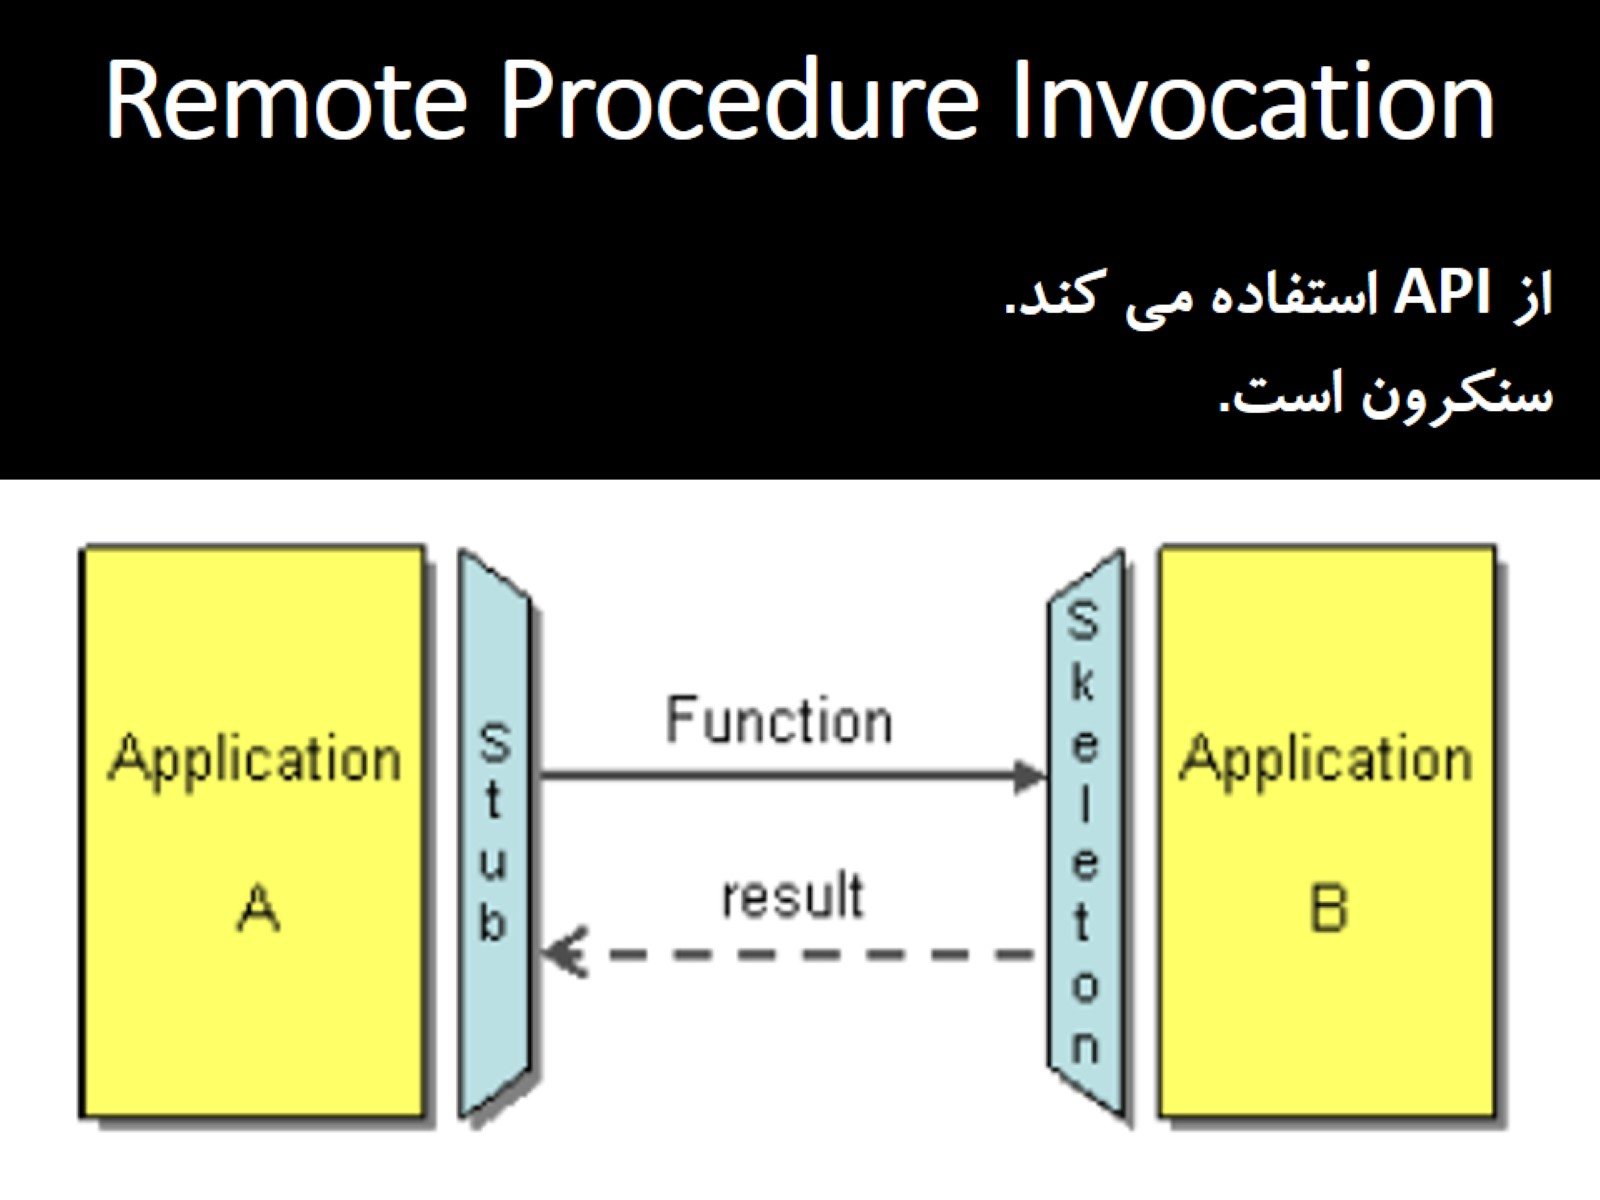 Remote Procedure Invocation
از API استفاده می کند.
سنکرون است.
Application
A
Stub
Function
result
Skeleton
Application
B